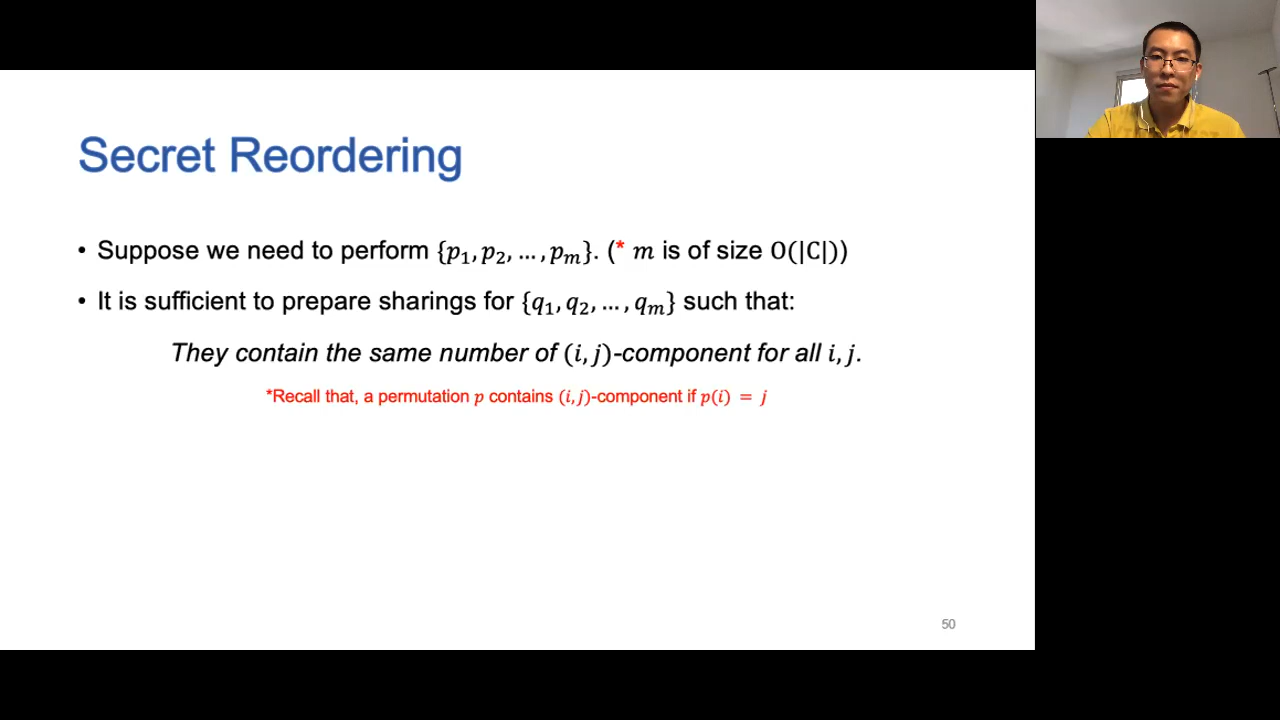 Secret Reordering
• Suppose we need to perform {𝑝₁, 𝑝₂, … , 𝑝ₘ}. (* 𝑚 is of size O(|C|))
• It is sufficient to prepare sharings for {𝑞₁, 𝑞₂, … , 𝑞ₘ} such that:
They contain the same number of (𝑖, 𝑗)-component for all 𝑖, 𝑗.
*Recall that, a permutation 𝑝 contains (𝑖, 𝑗)-component if 𝑝(𝑖) = 𝑗
50